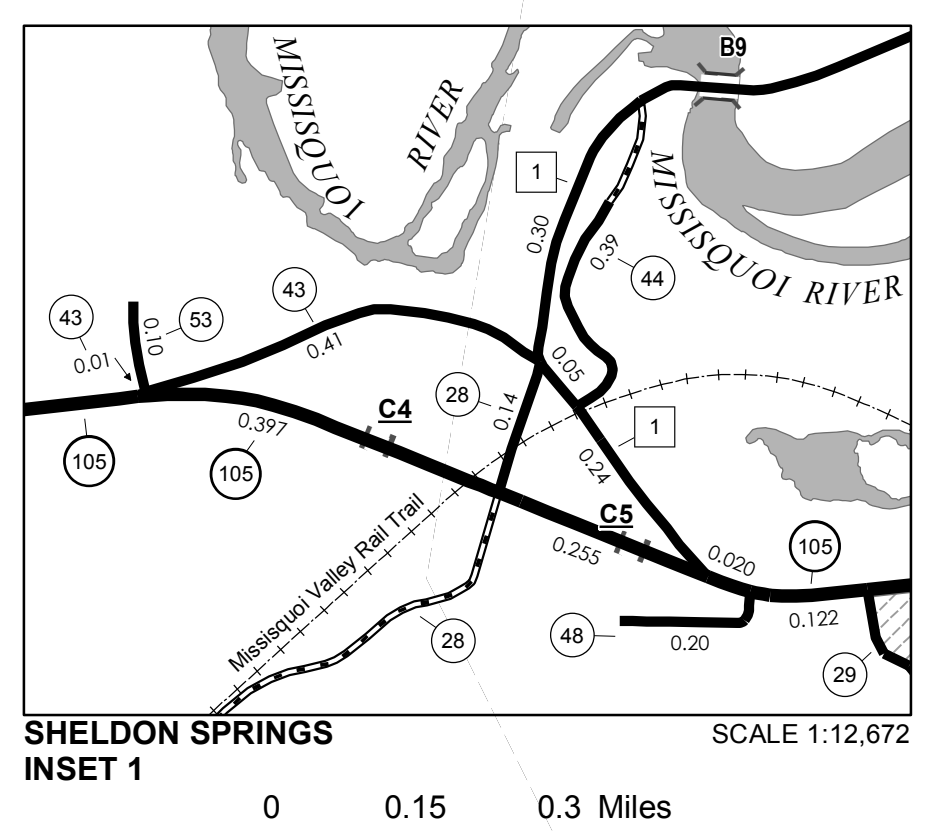 B9
MISSISQUOI
RIVER
1
0.30
MISSISQUOI RIVER
0.39
44
43
43
53
0.10
0.01
0.41
0.05
28
0.14
C4
0.397
1
0.24
105
105
C5
0.255
0.020
105
Missisquoi Valley Rail Trail
28
48
0.20
0.122
29
SHELDON SPRINGS
INSET 1
SCALE 1:12,672
0 0.15 0.3 Miles